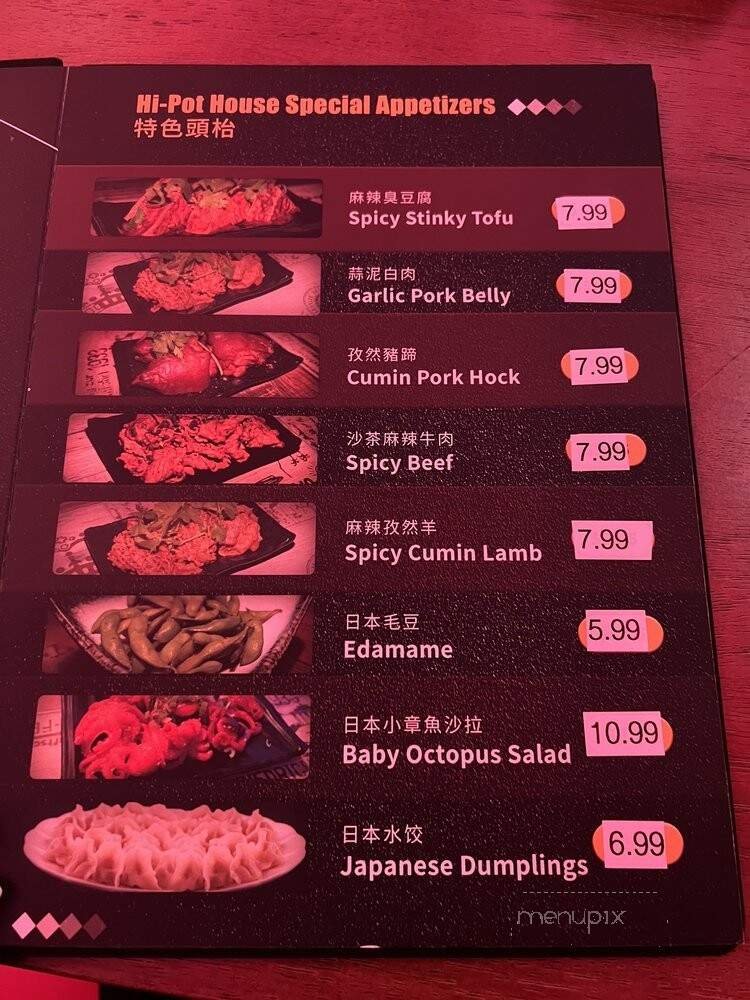 Hi-Pot House Special Appetizers
特色頭枱
麻辣臭豆腐
Spicy Stinky Tofu
7.99
蒜泥白肉
Garlic Pork Belly
7.99
孜然豬蹄
Cumin Pork Hock
7.99
沙茶麻辣牛肉
Spicy Beef
7.99
麻辣孜然羊
Spicy Cumin Lamb
7.99
日本毛豆
Edamame
5.99
日本小章魚沙拉
Baby Octopus Salad
10.99
日本水饺
Japanese Dumplings
6.99
menupix